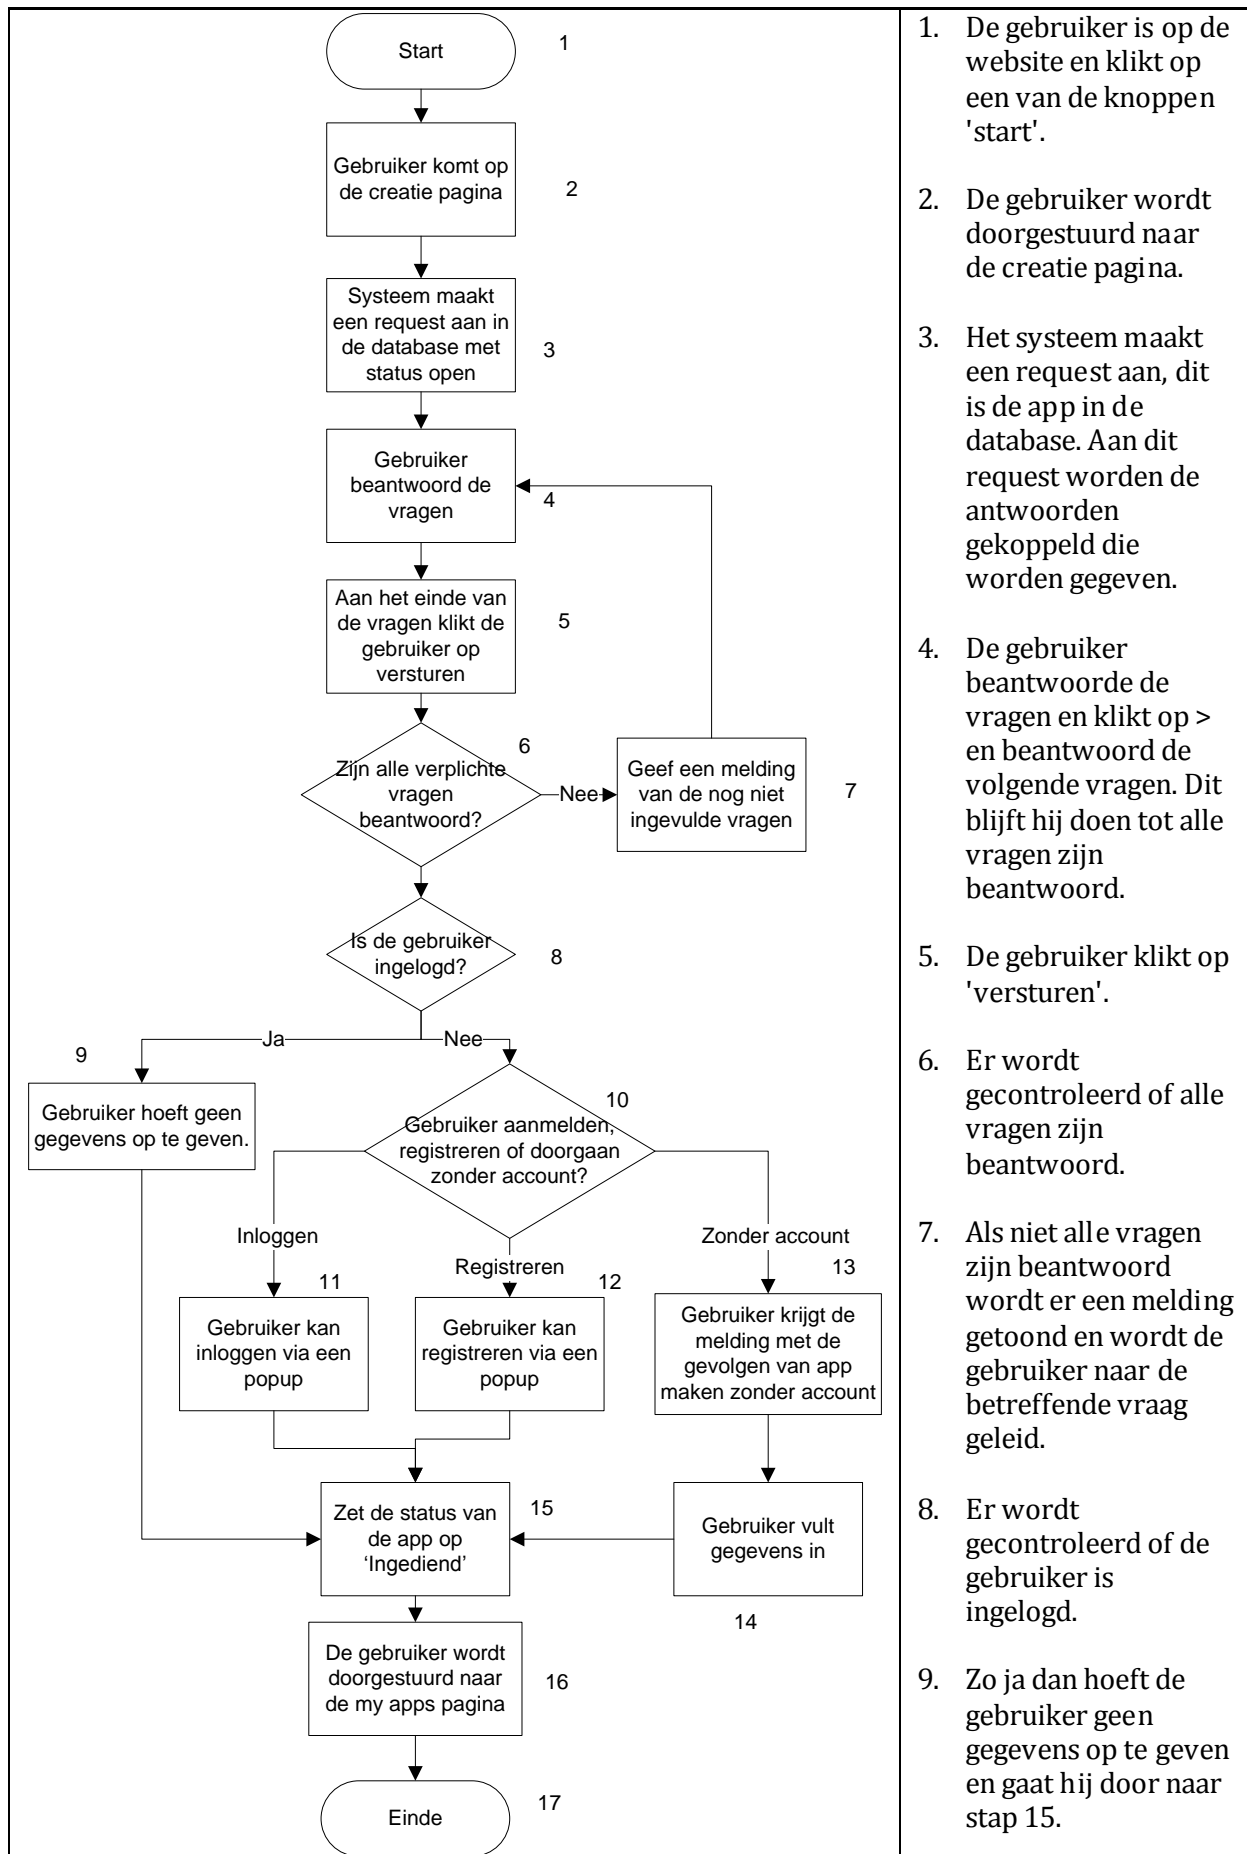 Start
1
Gebruiker komt op
de creatie pagina
2
Systeem maakt
een request aan in
de database met
status open
3
Gebruiker
beantwoord de
vragen
4
Aan het einde van
de vragen klikt de
gebruiker op
versturen
5
Zijn alle verplichte
vragen
beantwoord?
6
Nee
Geef een melding
van de nog niet
ingevulde vragen
7
Is de gebruiker
ingelogd?
8
Ja
Nee
9
Gebruiker hoeft geen
gegevens op te geven.
10
Gebruiker aanmelden,
registreren of doorgaan
zonder account?
Inloggen
Registreren
Zonder account
11
Gebruiker kan
inloggen via een
popup
12
Gebruiker kan
registreren via een
popup
13
Gebruiker krijgt de
melding met de
gevolgen van app
maken zonder account
Zet de status van
de app op
‘Ingediend’
15
Gebruiker vult
gegevens in
14
De gebruiker wordt
doorgestuurd naar
de my apps pagina
16
Einde
17
1. De gebruiker is op de
website en klikt op
een van de knoppen
'start'.
2. De gebruiker wordt
doorgestuurd naar
de creatie pagina.
3. Het systeem maakt
een request aan, dit
is de app in de
database. Aan dit
request worden de
antwoorden
gekoppeld die
worden gegeven.
4. De gebruiker
beantwoorde de
vragen en klikt op >
en beantwoord de
volgende vragen. Dit
blijft hij doen tot alle
vragen zijn
beantwoord.
5. De gebruiker klikt op
'versturen'.
6. Er wordt
gecontroleerd of alle
vragen zijn
beantwoord.
7. Als niet alle vragen
zijn beantwoord
wordt er een melding
getoond en wordt de
gebruiker naar de
betreffende vraag
geleid.
8. Er wordt
gecontroleerd of de
gebruiker is
ingelogd.
9. Zo ja dan hoeft de
gebruiker geen
gegevens op te geven
en gaat hij door naar
stap 15.